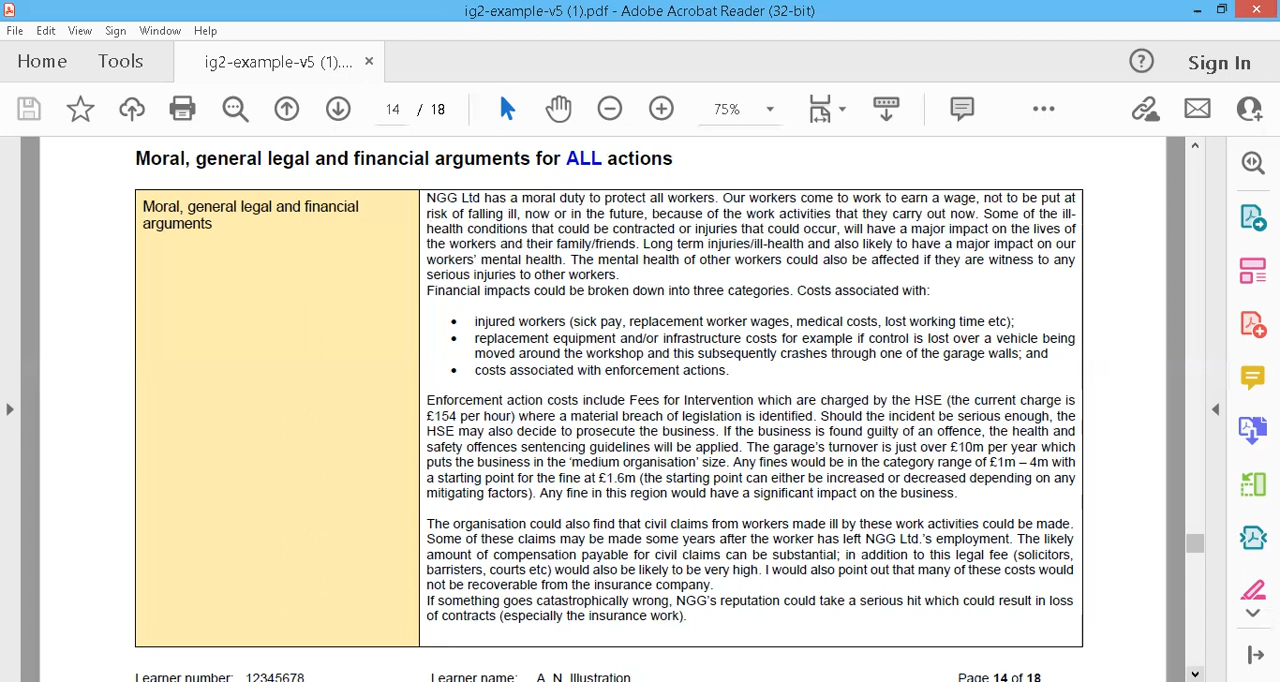 ig2-example-v5 (1).pdf - Adobe Acrobat Reader (32-bit)
File Edit View Sign Window Help
Home Tools ig2-example-v5 (1).... × Sign In
14 / 18 75%
Moral, general legal and financial arguments for ALL actions
Moral, general legal and financial
arguments
NGG Ltd has a moral duty to protect all workers. Our workers come to work to earn a wage, not to be put at
risk of falling ill, now or in the future, because of the work activities that they carry out now. Some of the ill-
health conditions that could be contracted or injuries that could occur, will have a major impact on the lives of
the workers and their family/friends. Long term injuries/ill-health and also likely to have a major impact on our
workers' mental health. The mental health of other workers could also be affected if they are witness to any
serious injuries to other workers.
Financial impacts could be broken down into three categories. Costs associated with:
• injured workers (sick pay, replacement worker wages, medical costs, lost working time etc);
• replacement equipment and/or infrastructure costs for example if control is lost over a vehicle being
moved around the workshop and this subsequently crashes through one of the garage walls; and
• costs associated with enforcement actions.
Enforcement action costs include Fees for Intervention which are charged by the HSE (the current charge is
£154 per hour) where a material breach of legislation is identified. Should the incident be serious enough, the
HSE may also decide to prosecute the business. If the business is found guilty of an offence, the health and
safety offences sentencing guidelines will be applied. The garage's turnover is just over £10m per year which
puts the business in the 'medium organisation' size. Any fines would be in the category range of £1m – 4m with
a starting point for the fine at £1.6m (the starting point can either be increased or decreased depending on any
mitigating factors). Any fine in this region would have a significant impact on the business.
The organisation could also find that civil claims from workers made ill by these work activities could be made.
Some of these claims may be made some years after the worker has left NGG Ltd.'s employment. The likely
amount of compensation payable for civil claims can be substantial; in addition to this legal fee (solicitors,
barristers, courts etc) would also be likely to be very high. I would also point out that many of these costs would
not be recoverable from the insurance company.
If something goes catastrophically wrong, NGG's reputation could take a serious hit which could result in loss
of contracts (especially the insurance work).
Learner number: 12345678 Learner name: A. N. Illustration Page 14 of 18